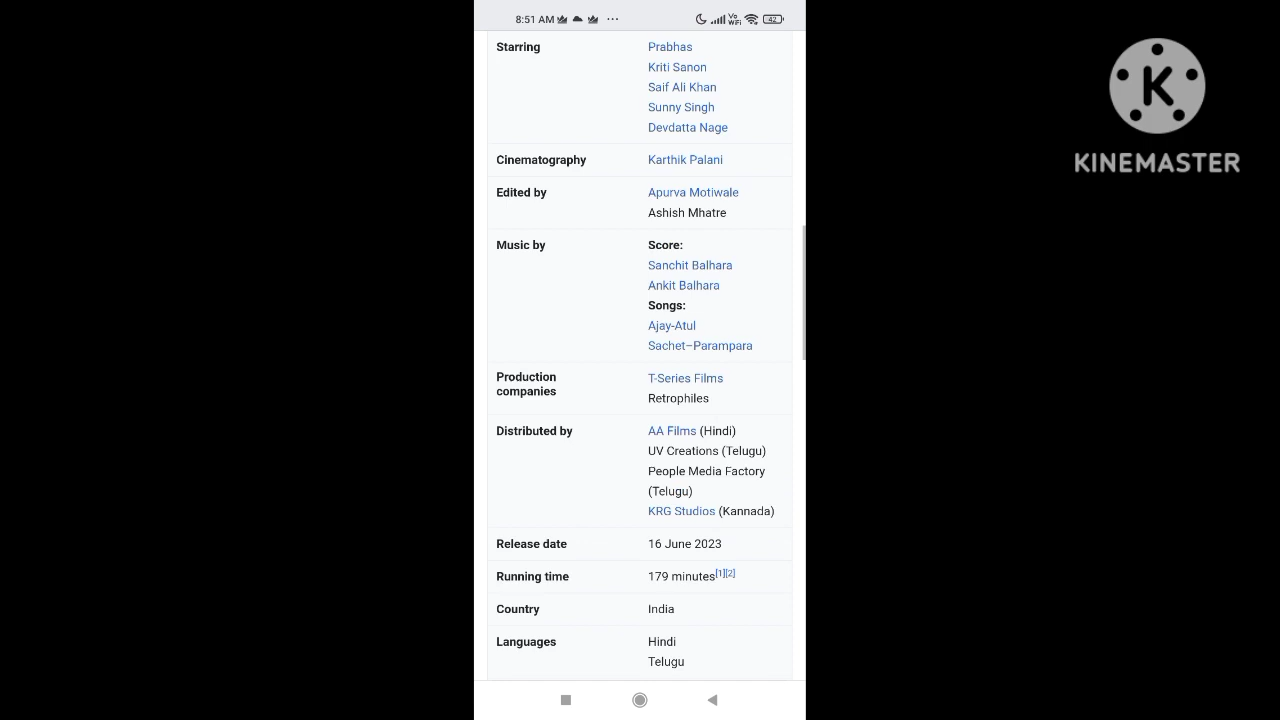 8:51 AM
Vo
WiFi
42
K
KINEMASTER
Starring
Prabhas
Kriti Sanon
Saif Ali Khan
Sunny Singh
Devdatta Nage
Cinematography
Karthik Palani
Edited by
Apurva Motiwale
Ashish Mhatre
Music by
Score:
Sanchit Balhara
Ankit Balhara
Songs:
Ajay-Atul
Sachet–Parampara
Production
companies
T-Series Films
Retrophiles
Distributed by
AA Films (Hindi)
UV Creations (Telugu)
People Media Factory
(Telugu)
KRG Studios (Kannada)
Release date
16 June 2023
Running time
179 minutes[1][2]
Country
India
Languages
Hindi
Telugu